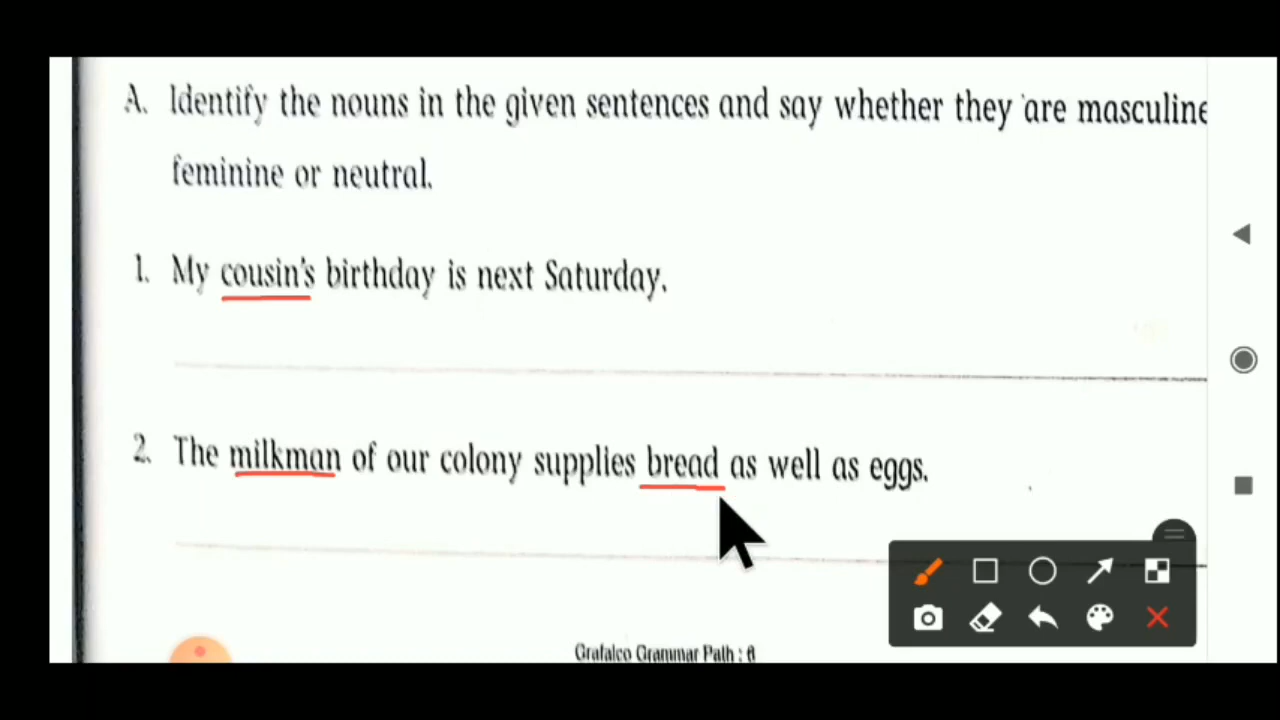 A. Identify the nouns in the given sentences and say whether they are masculine
feminine or neutral.
1. My cousin's birthday is next Saturday.
2. The milkman of our colony supplies bread as well as eggs.
Grafalco Grammar Path : 6